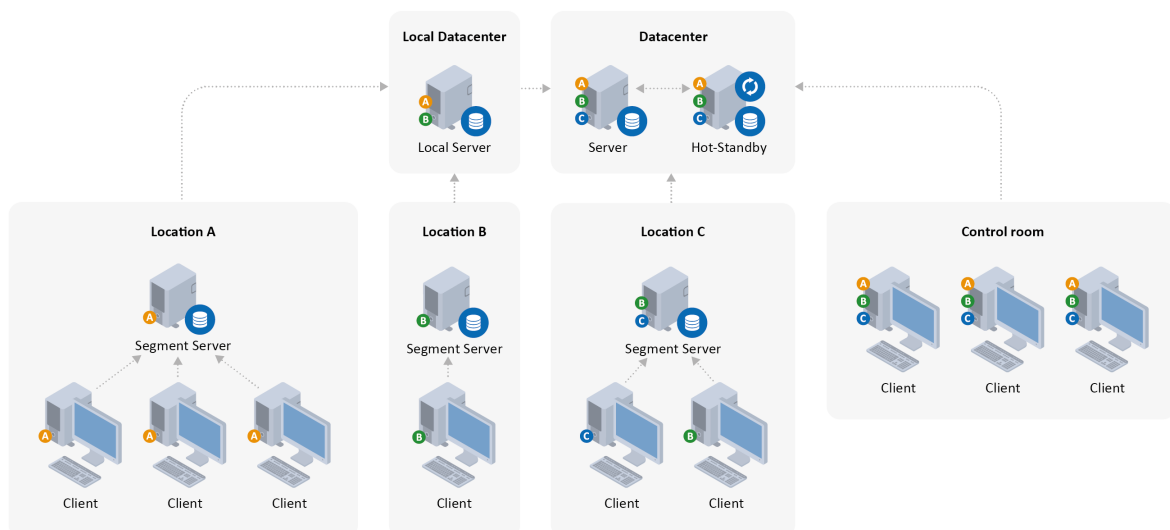 Local Datacenter
A
B
Local Server
Datacenter
A
B
C
Server
A
B
C
Hot-Standby
Location A
A
Segment Server
A
Client
A
Client
A
Client
Location B
B
Segment Server
B
Client
Location C
B
C
Segment Server
C
Client
B
Client
Control room
A
B
C
Client
A
B
C
Client
A
B
C
Client